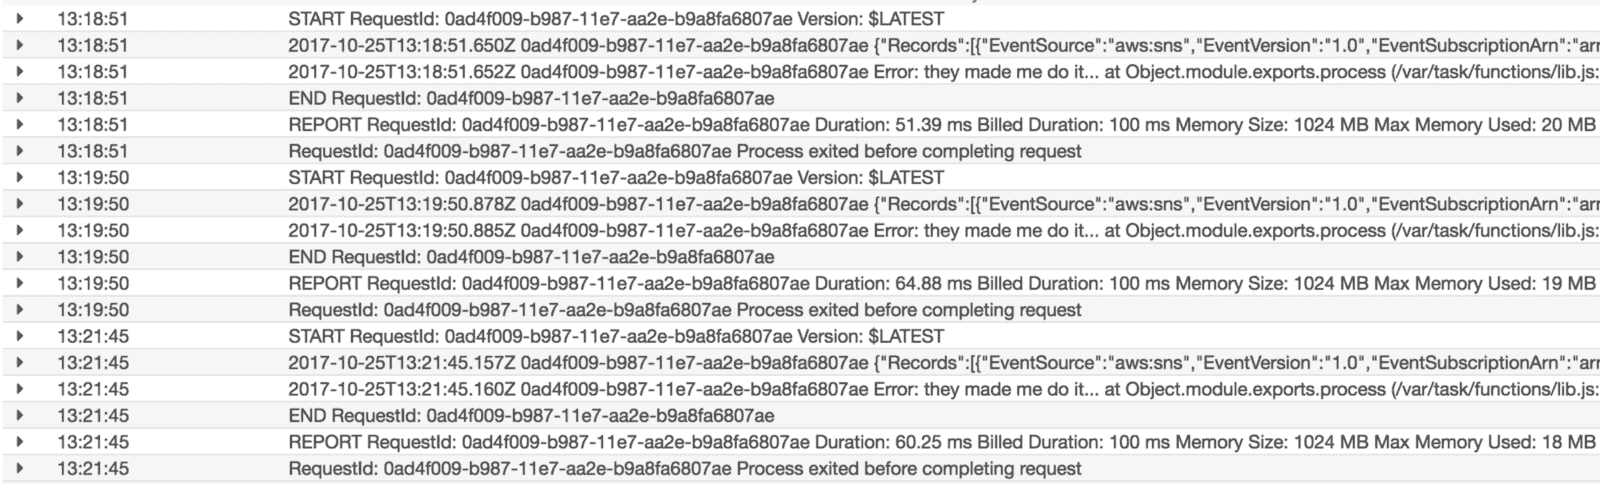 13:18:51 START RequestId: 0ad4f009-b987-11e7-aa2e-b9a8fa6807ae Version: $LATEST
13:18:51 2017-10-25T13:18:51.650Z 0ad4f009-b987-11e7-aa2e-b9a8fa6807ae {"Records":[{"EventSource":"aws:sns","EventVersion":"1.0","EventSubscriptionArn":"arr
13:18:51 2017-10-25T13:18:51.652Z 0ad4f009-b987-11e7-aa2e-b9a8fa6807ae Error: they made me do it... at Object.module.exports.process (/var/task/functions/lib.js:
13:18:51 END RequestId: 0ad4f009-b987-11e7-aa2e-b9a8fa6807ae
13:18:51 REPORT RequestId: 0ad4f009-b987-11e7-aa2e-b9a8fa6807ae Duration: 51.39 ms Billed Duration: 100 ms Memory Size: 1024 MB Max Memory Used: 20 MB
13:18:51 RequestId: 0ad4f009-b987-11e7-aa2e-b9a8fa6807ae Process exited before completing request
13:19:50 START RequestId: 0ad4f009-b987-11e7-aa2e-b9a8fa6807ae Version: $LATEST
13:19:50 2017-10-25T13:19:50.878Z 0ad4f009-b987-11e7-aa2e-b9a8fa6807ae {"Records":[{"EventSource":"aws:sns","EventVersion":"1.0","EventSubscriptionArn":"arr
13:19:50 2017-10-25T13:19:50.885Z 0ad4f009-b987-11e7-aa2e-b9a8fa6807ae Error: they made me do it... at Object.module.exports.process (/var/task/functions/lib.js:
13:19:50 END RequestId: 0ad4f009-b987-11e7-aa2e-b9a8fa6807ae
13:19:50 REPORT RequestId: 0ad4f009-b987-11e7-aa2e-b9a8fa6807ae Duration: 64.88 ms Billed Duration: 100 ms Memory Size: 1024 MB Max Memory Used: 19 MB
13:19:50 RequestId: 0ad4f009-b987-11e7-aa2e-b9a8fa6807ae Process exited before completing request
13:21:45 START RequestId: 0ad4f009-b987-11e7-aa2e-b9a8fa6807ae Version: $LATEST
13:21:45 2017-10-25T13:21:45.157Z 0ad4f009-b987-11e7-aa2e-b9a8fa6807ae {"Records":[{"EventSource":"aws:sns","EventVersion":"1.0","EventSubscriptionArn":"arr
13:21:45 2017-10-25T13:21:45.160Z 0ad4f009-b987-11e7-aa2e-b9a8fa6807ae Error: they made me do it... at Object.module.exports.process (/var/task/functions/lib.js:
13:21:45 END RequestId: 0ad4f009-b987-11e7-aa2e-b9a8fa6807ae
13:21:45 REPORT RequestId: 0ad4f009-b987-11e7-aa2e-b9a8fa6807ae Duration: 60.25 ms Billed Duration: 100 ms Memory Size: 1024 MB Max Memory Used: 18 MB
13:21:45 RequestId: 0ad4f009-b987-11e7-aa2e-b9a8fa6807ae Process exited before completing request